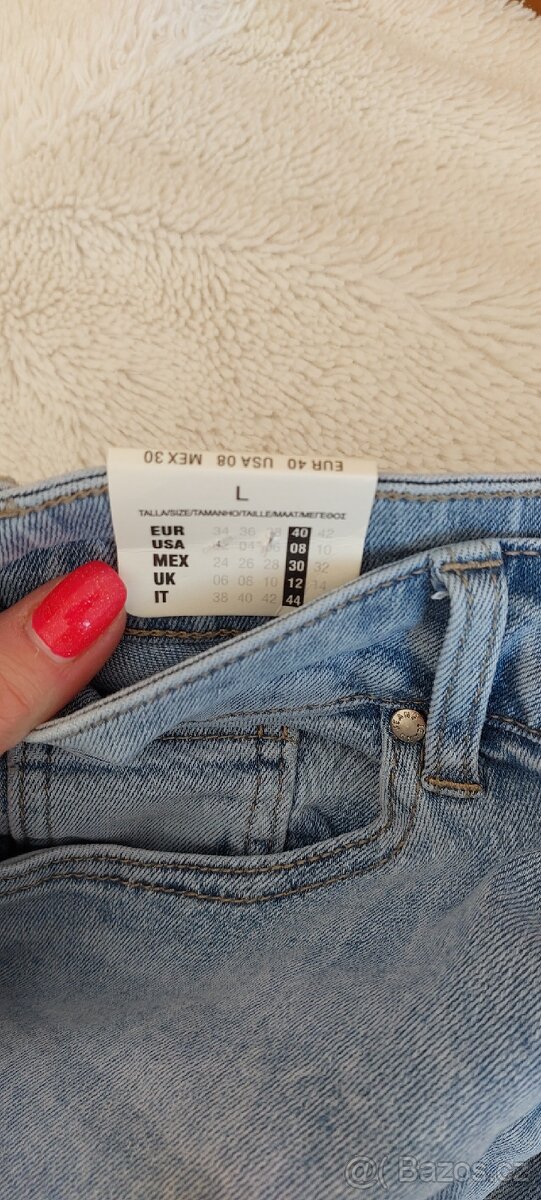 EUR 40 USA 08 MEX 30
L
TALLA/SIZE/TAMANHO/TAILLE/MAAT/ΜΕΓΕΘΟΣ
EUR 34 36 38 40 42
USA 02 04 06 08 10
MEX 24 26 28 30 32
UK 06 08 10 12 14
IT 38 40 42 44
JEANS
Bazos.cz